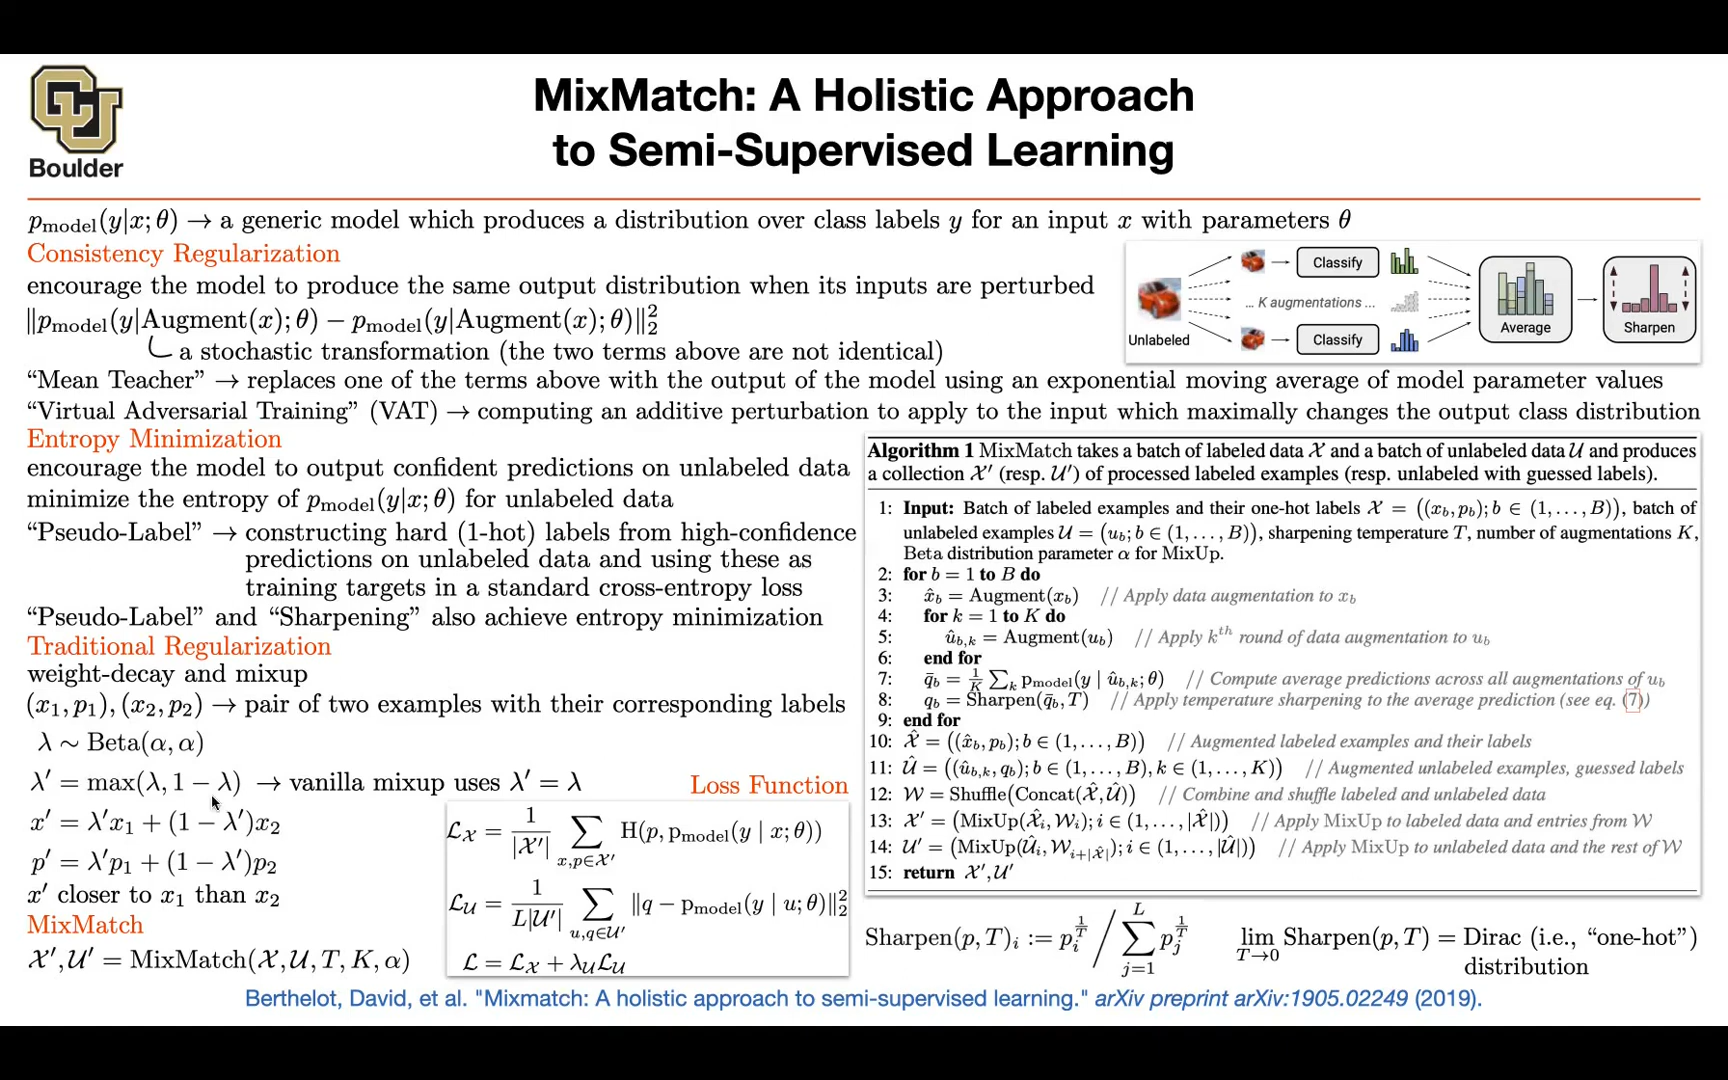 MixMatch: A Holistic Approach
to Semi-Supervised Learning
CU
Boulder
p_model(y|x; θ) → a generic model which produces a distribution over class labels y for an input x with parameters θ
Consistency Regularization
encourage the model to produce the same output distribution when its inputs are perturbed
‖p_model(y|Augment(x); θ) − p_model(y|Augment(x); θ)‖₂²
a stochastic transformation (the two terms above are not identical)
Unlabeled
Classify
... K augmentations ...
Classify
Average
Sharpen
“Mean Teacher” → replaces one of the terms above with the output of the model using an exponential moving average of model parameter values
“Virtual Adversarial Training” (VAT) → computing an additive perturbation to apply to the input which maximally changes the output class distribution
Entropy Minimization
encourage the model to output confident predictions on unlabeled data
minimize the entropy of p_model(y|x; θ) for unlabeled data
“Pseudo-Label” → constructing hard (1-hot) labels from high-confidence
predictions on unlabeled data and using these as
training targets in a standard cross-entropy loss
“Pseudo-Label” and “Sharpening” also achieve entropy minimization
Traditional Regularization
weight-decay and mixup
(x₁, p₁), (x₂, p₂) → pair of two examples with their corresponding labels
λ ∼ Beta(α, α)
λ′ = max(λ, 1 − λ) → vanilla mixup uses λ′ = λ
x′ = λ′x₁ + (1 − λ′)x₂
p′ = λ′p₁ + (1 − λ′)p₂
x′ closer to x₁ than x₂
MixMatch
𝒳′, 𝒰′ = MixMatch(𝒳, 𝒰, T, K, α)
Loss Function
ℒ_𝒳 = 1/|𝒳′| ∑_{x,p∈𝒳′} H(p, p_model(y | x; θ))
ℒ_𝒰 = 1/(L|𝒰′|) ∑_{u,q∈𝒰′} ‖q − p_model(y | u; θ)‖₂²
ℒ = ℒ_𝒳 + λ_𝒰ℒ_𝒰
Algorithm 1 MixMatch takes a batch of labeled data 𝒳 and a batch of unlabeled data 𝒰 and produces
a collection 𝒳′ (resp. 𝒰′) of processed labeled examples (resp. unlabeled with guessed labels).
1: Input: Batch of labeled examples and their one-hot labels 𝒳 = ((x_b, p_b); b ∈ (1, . . . , B)), batch of
unlabeled examples 𝒰 = (u_b; b ∈ (1, . . . , B)), sharpening temperature T, number of augmentations K,
Beta distribution parameter α for MixUp.
2: for b = 1 to B do
3: x̂_b = Augment(x_b) // Apply data augmentation to x_b
4: for k = 1 to K do
5: û_{b,k} = Augment(u_b) // Apply k^th round of data augmentation to u_b
6: end for
7: q̄_b = 1/K ∑_k p_model(y | û_{b,k}; θ) // Compute average predictions across all augmentations of u_b
8: q_b = Sharpen(q̄_b, T) // Apply temperature sharpening to the average prediction (see eq. (7))
9: end for
10: 𝒳̂ = ((x̂_b, p_b); b ∈ (1, . . . , B)) // Augmented labeled examples and their labels
11: 𝒰̂ = ((û_{b,k}, q_b); b ∈ (1, . . . , B), k ∈ (1, . . . , K)) // Augmented unlabeled examples, guessed labels
12: 𝒲 = Shuffle(Concat(𝒳̂, 𝒰̂)) // Combine and shuffle labeled and unlabeled data
13: 𝒳′ = (MixUp(𝒳̂_i, 𝒲_i); i ∈ (1, . . . , |𝒳̂|)) // Apply MixUp to labeled data and entries from 𝒲
14: 𝒰′ = (MixUp(𝒰̂_i, 𝒲_{i+|𝒳̂|}); i ∈ (1, . . . , |𝒰̂|)) // Apply MixUp to unlabeled data and the rest of 𝒲
15: return 𝒳′, 𝒰′
Sharpen(p, T)_i := p_i^{1/T} / ∑_{j=1}^{L} p_j^{1/T}
lim_{T→0} Sharpen(p, T) = Dirac (i.e., “one-hot”)
distribution
Berthelot, David, et al. "Mixmatch: A holistic approach to semi-supervised learning." arXiv preprint arXiv:1905.02249 (2019).